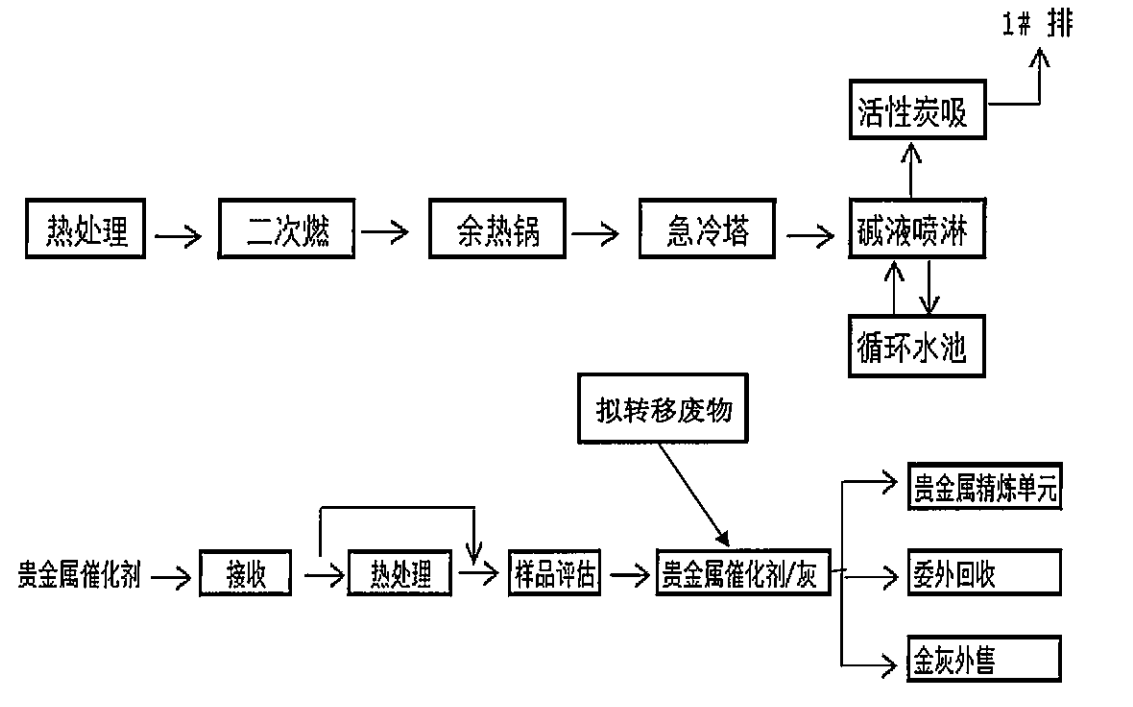 1# 排
活性炭吸
热处理
二次燃
余热锅
急冷塔
碱液喷淋
循环水池
拟转移废物
贵金属精炼单元
贵金属催化剂
接收
热处理
样品评估
贵金属催化剂/灰
委外回收
金灰外售